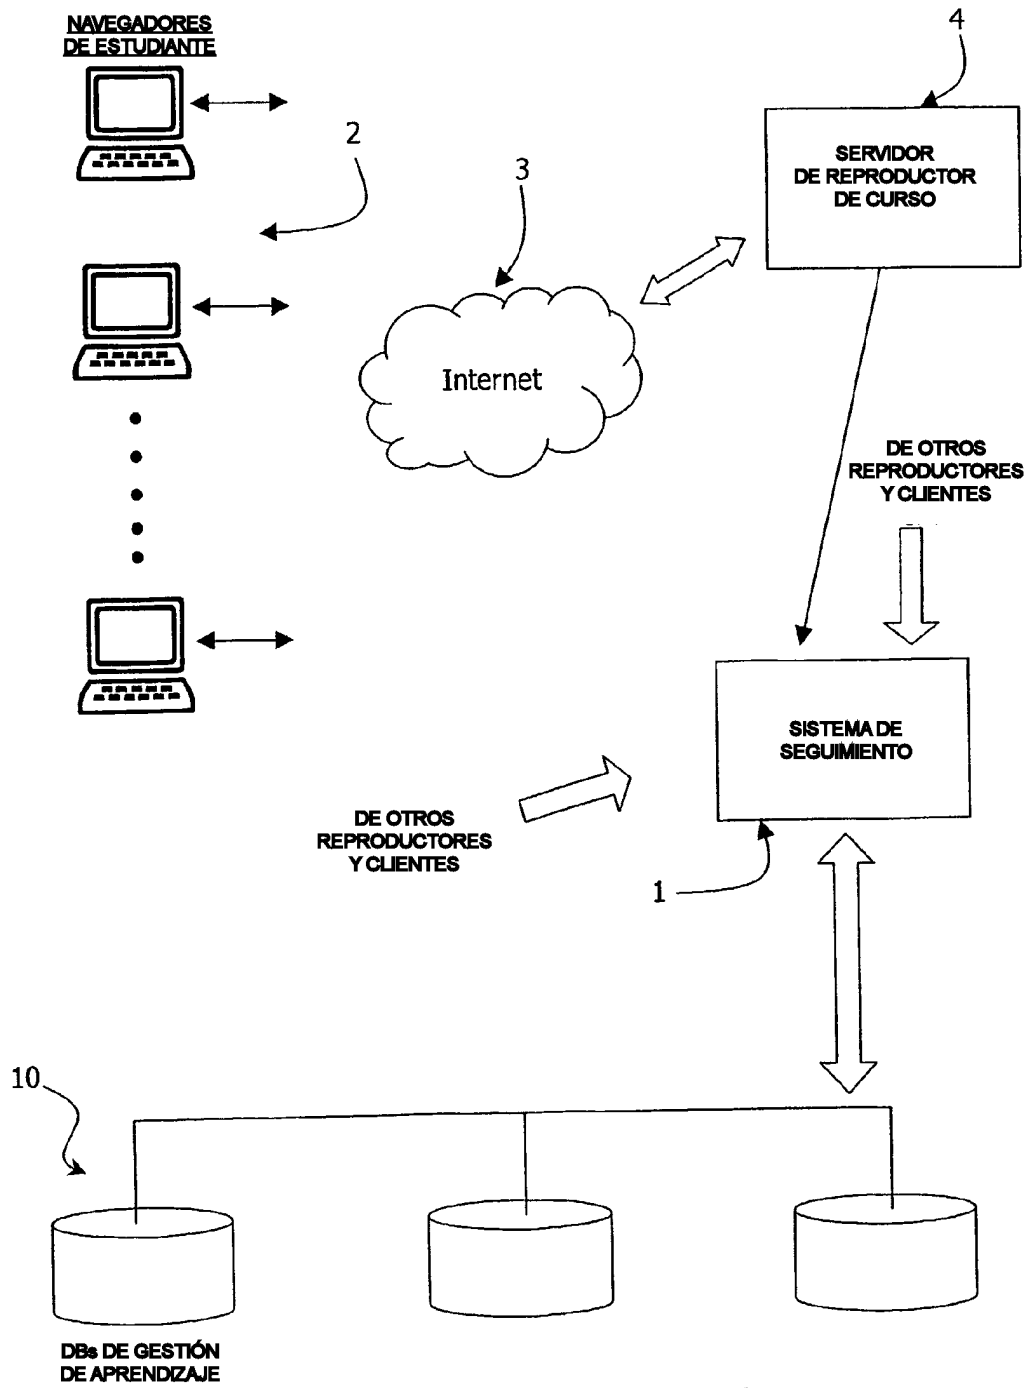 NAVEGADORES
DE ESTUDIANTE
4
2
3
SERVIDOR
DE REPRODUCTOR
DE CURSO
Internet
DE OTROS
REPRODUCTORES
Y CLIENTES
SISTEMA DE
SEGUIMIENTO
DE OTROS
REPRODUCTORES
Y CLIENTES
1
10
DBs DE GESTIÓN
DE APRENDIZAJE